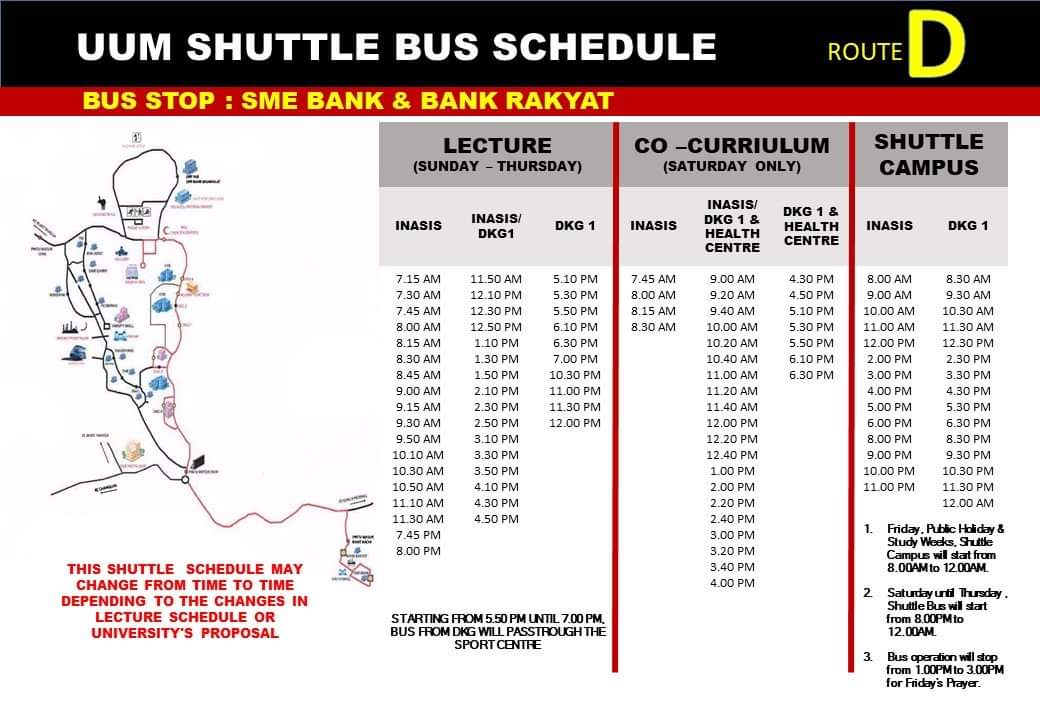 UUM SHUTTLE BUS SCHEDULE
ROUTE D
BUS STOP : SME BANK & BANK RAKYAT
LECTURE
(SUNDAY – THURSDAY)
INASIS
INASIS/
DKG1
DKG 1
7.15 AM 11.50 AM 5.10 PM
7.30 AM 12.10 PM 5.30 PM
7.45 AM 12.30 PM 5.50 PM
8.00 AM 12.50 PM 6.10 PM
8.15 AM 1.10 PM 6.30 PM
8.30 AM 1.30 PM 7.00 PM
8.45 AM 1.50 PM 10.30 PM
9.00 AM 2.10 PM 11.00 PM
9.15 AM 2.30 PM 11.30 PM
9.30 AM 2.50 PM 12.00 PM
9.50 AM 3.10 PM
10.10 AM 3.30 PM
10.30 AM 3.50 PM
10.50 AM 4.10 PM
11.10 AM 4.30 PM
11.30 AM 4.50 PM
7.45 PM
8.00 PM
STARTING FROM 5.50 PM UNTIL 7.00 PM,
BUS FROM DKG WILL PASSTROUGH THE
SPORT CENTRE
CO –CURRIULUM
(SATURDAY ONLY)
INASIS
INASIS/
DKG 1 &
HEALTH
CENTRE
DKG 1 &
HEALTH
CENTRE
7.45 AM 9.00 AM 4.30 PM
8.00 AM 9.20 AM 4.50 PM
8.15 AM 9.40 AM 5.10 PM
8.30 AM 10.00 AM 5.30 PM
10.20 AM 5.50 PM
10.40 AM 6.10 PM
11.00 AM 6.30 PM
11.20 AM
11.40 AM
12.00 PM
12.20 PM
12.40 PM
1.00 PM
2.00 PM
2.20 PM
2.40 PM
3.00 PM
3.20 PM
3.40 PM
4.00 PM
SHUTTLE
CAMPUS
INASIS DKG 1
8.00 AM 8.30 AM
9.00 AM 9.30 AM
10.00 AM 10.30 AM
11.00 AM 11.30 AM
12.00 PM 12.30 PM
2.00 PM 2.30 PM
3.00 PM 3.30 PM
4.00 PM 4.30 PM
5.00 PM 5.30 PM
6.00 PM 6.30 PM
8.00 PM 8.30 PM
9.00 PM 9.30 PM
10.00 PM 10.30 PM
11.00 PM 11.30 PM
12.00 AM
1. Friday, Public Holiday &
Study Weeks, Shuttle
Campus will start from
8.00AM to 12.00AM.
2. Saturday until Thursday ,
Shuttle Bus will start
from 8.00PM to
12.00AM.
3. Bus operation will stop
from 1.00PM to 3.00PM
for Friday's Prayer.
THIS SHUTTLE SCHEDULE MAY
CHANGE FROM TIME TO TIME
DEPENDING TO THE CHANGES IN
LECTURE SCHEDULE OR
UNIVERSITY'S PROPOSAL